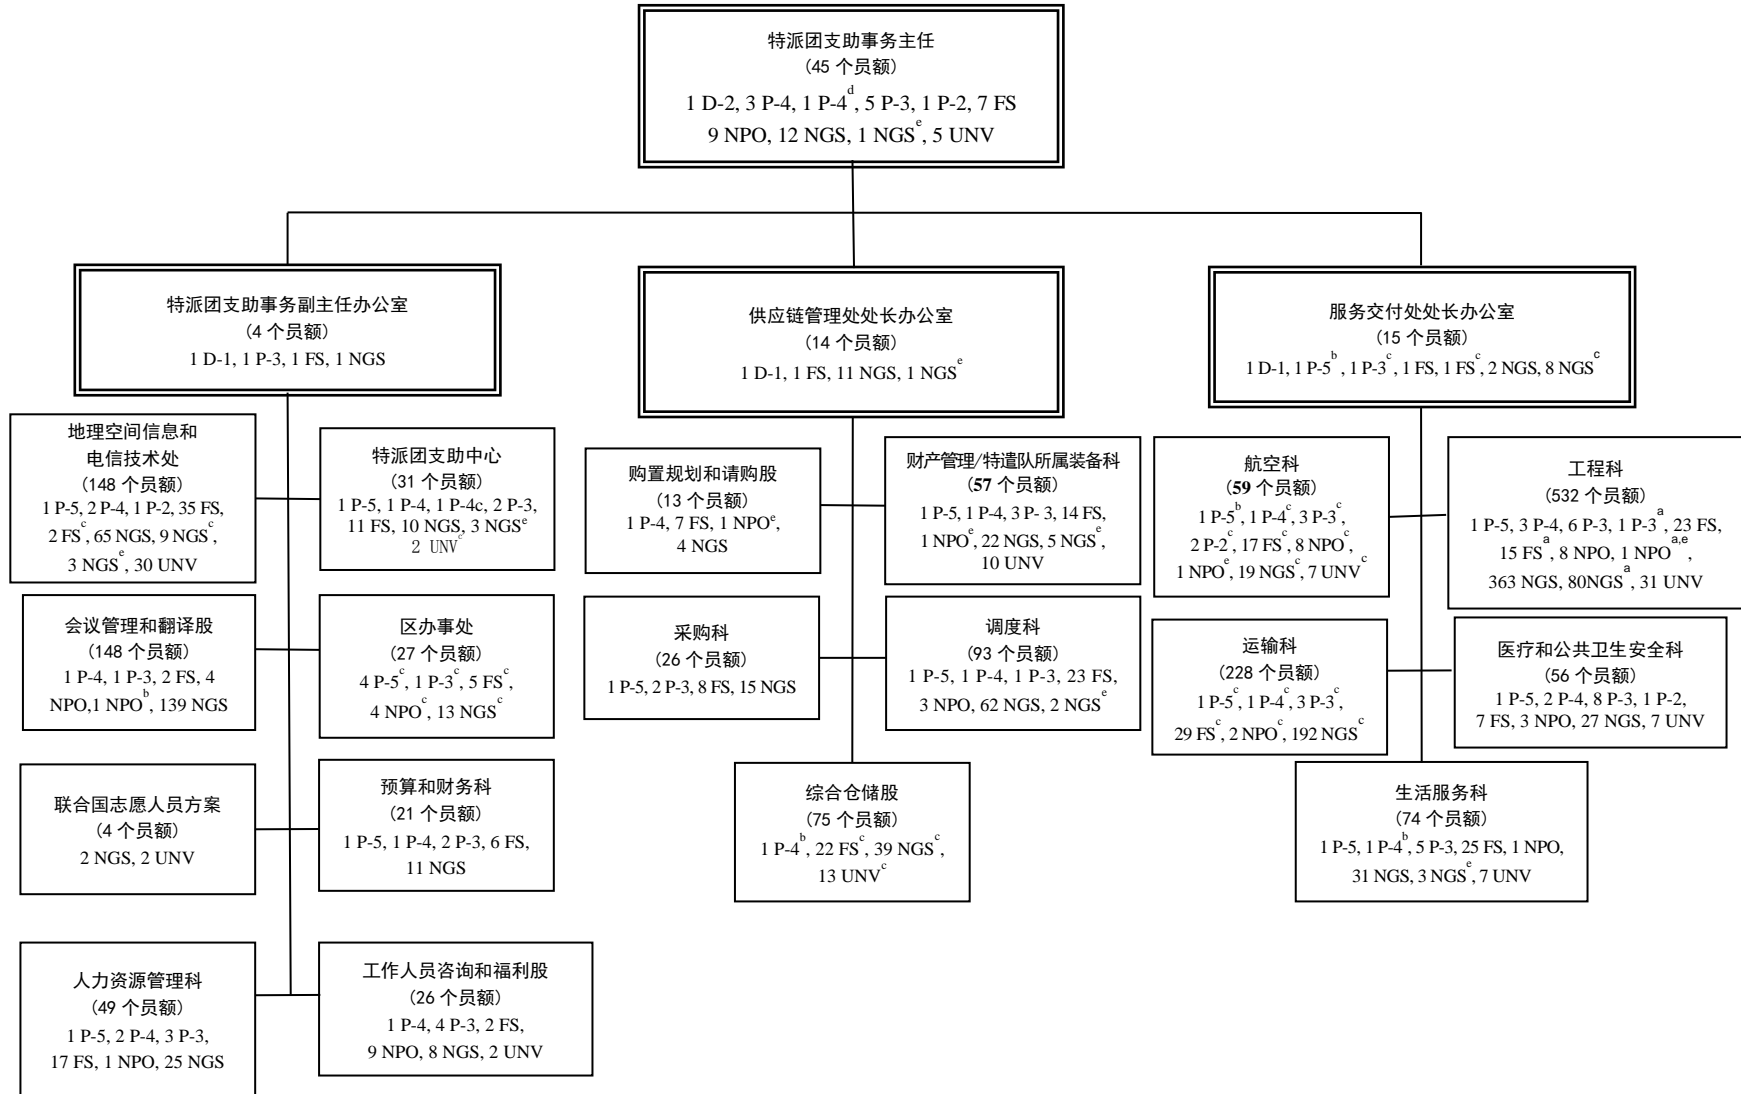 特派团支助事务主任
(45 个员额)
1 D-2, 3 P-4, 1 P-4d, 5 P-3, 1 P-2, 7 FS
9 NPO, 12 NGS, 1 NGSe, 5 UNV
特派团支助事务副主任办公室
(4 个员额)
1 D-1, 1 P-3, 1 FS, 1 NGS
供应链管理处处长办公室
(14 个员额)
1 D-1, 1 FS, 11 NGS, 1 NGSe
服务交付处处长办公室
(15 个员额)
1 D-1, 1 P-5b, 1 P-3c, 1 FS, 1 FSc, 2 NGS, 8 NGSc
地理空间信息和
电信技术处
(148 个员额)
1 P-5, 2 P-4, 1 P-2, 35 FS,
2 FSc, 65 NGS, 9 NGSc,
3 NGSe, 30 UNV
特派团支助中心
(31 个员额)
1 P-5, 1 P-4, 1 P-4c, 2 P-3,
11 FS, 10 NGS, 3 NGSe
2 UNVc
购置规划和请购股
(13 个员额)
1 P-4, 7 FS, 1 NPOe,
4 NGS
财产管理/特遣队所属装备科
(57 个员额)
1 P-5, 1 P-4, 3 P- 3, 14 FS,
1 NPOe, 22 NGS, 5 NGSe,
10 UNV
航空科
(59 个员额)
1 P-5b, 1 P-4c, 3 P-3c,
2 P-2c, 17 FSc, 8 NPOc,
1 NPOe, 19 NGSc, 7 UNVc
工程科
(532 个员额)
1 P-5, 3 P-4, 6 P-3, 1 P-3a, 23 FS,
15 FSa, 8 NPO, 1 NPOa,e,
363 NGS, 80NGSa, 31 UNV
会议管理和翻译股
(148 个员额)
1 P-4, 1 P-3, 2 FS, 4
NPO,1 NPOb, 139 NGS
区办事处
(27 个员额)
4 P-5c, 1 P-3c, 5 FSc,
4 NPOc, 13 NGSc
采购科
(26 个员额)
1 P-5, 2 P-3, 8 FS, 15 NGS
调度科
(93 个员额)
1 P-5, 1 P-4, 1 P-3, 23 FS,
3 NPO, 62 NGS, 2 NGSe
运输科
(228 个员额)
1 P-5c, 1 P-4c, 3 P-3c,
29 FSc, 2 NPOc, 192 NGSc
医疗和公共卫生安全科
(56 个员额)
1 P-5, 2 P-4, 8 P-3, 1 P-2,
7 FS, 3 NPO, 27 NGS, 7 UNV
联合国志愿人员方案
(4 个员额)
2 NGS, 2 UNV
预算和财务科
(21 个员额)
1 P-5, 1 P-4, 2 P-3, 6 FS,
11 NGS
综合仓储股
(75 个员额)
1 P-4b, 22 FSc, 39 NGSc,
13 UNVc
生活服务科
(74 个员额)
1 P-5, 1 P-4b, 5 P-3, 25 FS, 1 NPO,
31 NGS, 3 NGSe, 7 UNV
人力资源管理科
(49 个员额)
1 P-5, 2 P-4, 3 P-3,
17 FS, 1 NPO, 25 NGS
工作人员咨询和福利股
(26 个员额)
1 P-4, 4 P-3, 2 FS,
9 NPO, 8 NGS, 2 UNV